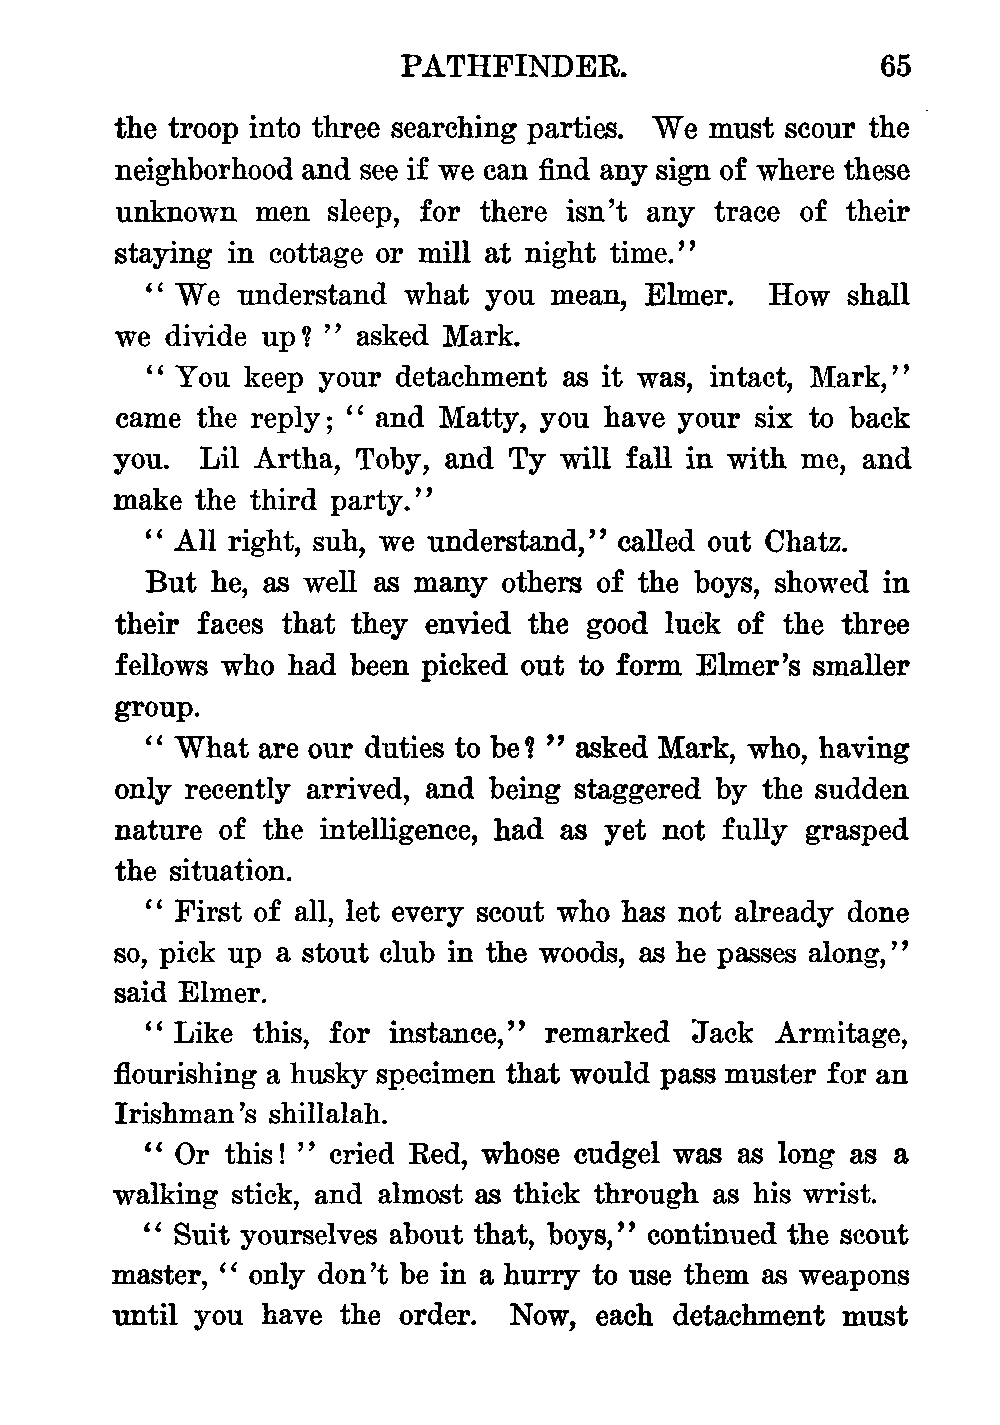 PATHFINDER. 65
the troop into three searching parties. We must scour the
neighborhood and see if we can find any sign of where these
unknown men sleep, for there isn't any trace of their
staying in cottage or mill at night time."
" We understand what you mean, Elmer. How shall
we divide up? " asked Mark.
" You keep your detachment as it was, intact, Mark,"
came the reply; " and Matty, you have your six to back
you. Lil Artha, Toby, and Ty will fall in with me, and
make the third party."
" All right, suh, we understand," called out Chatz.
But he, as well as many others of the boys, showed in
their faces that they envied the good luck of the three
fellows who had been picked out to form Elmer's smaller
group.
" What are our duties to be? " asked Mark, who, having
only recently arrived, and being staggered by the sudden
nature of the intelligence, had as yet not fully grasped
the situation.
" First of all, let every scout who has not already done
so, pick up a stout club in the woods, as he passes along,"
said Elmer.
" Like this, for instance," remarked Jack Armitage,
flourishing a husky specimen that would pass muster for an
Irishman's shillalah.
" Or this! " cried Red, whose cudgel was as long as a
walking stick, and almost as thick through as his wrist.
" Suit yourselves about that, boys," continued the scout
master, " only don't be in a hurry to use them as weapons
until you have the order. Now, each detachment must